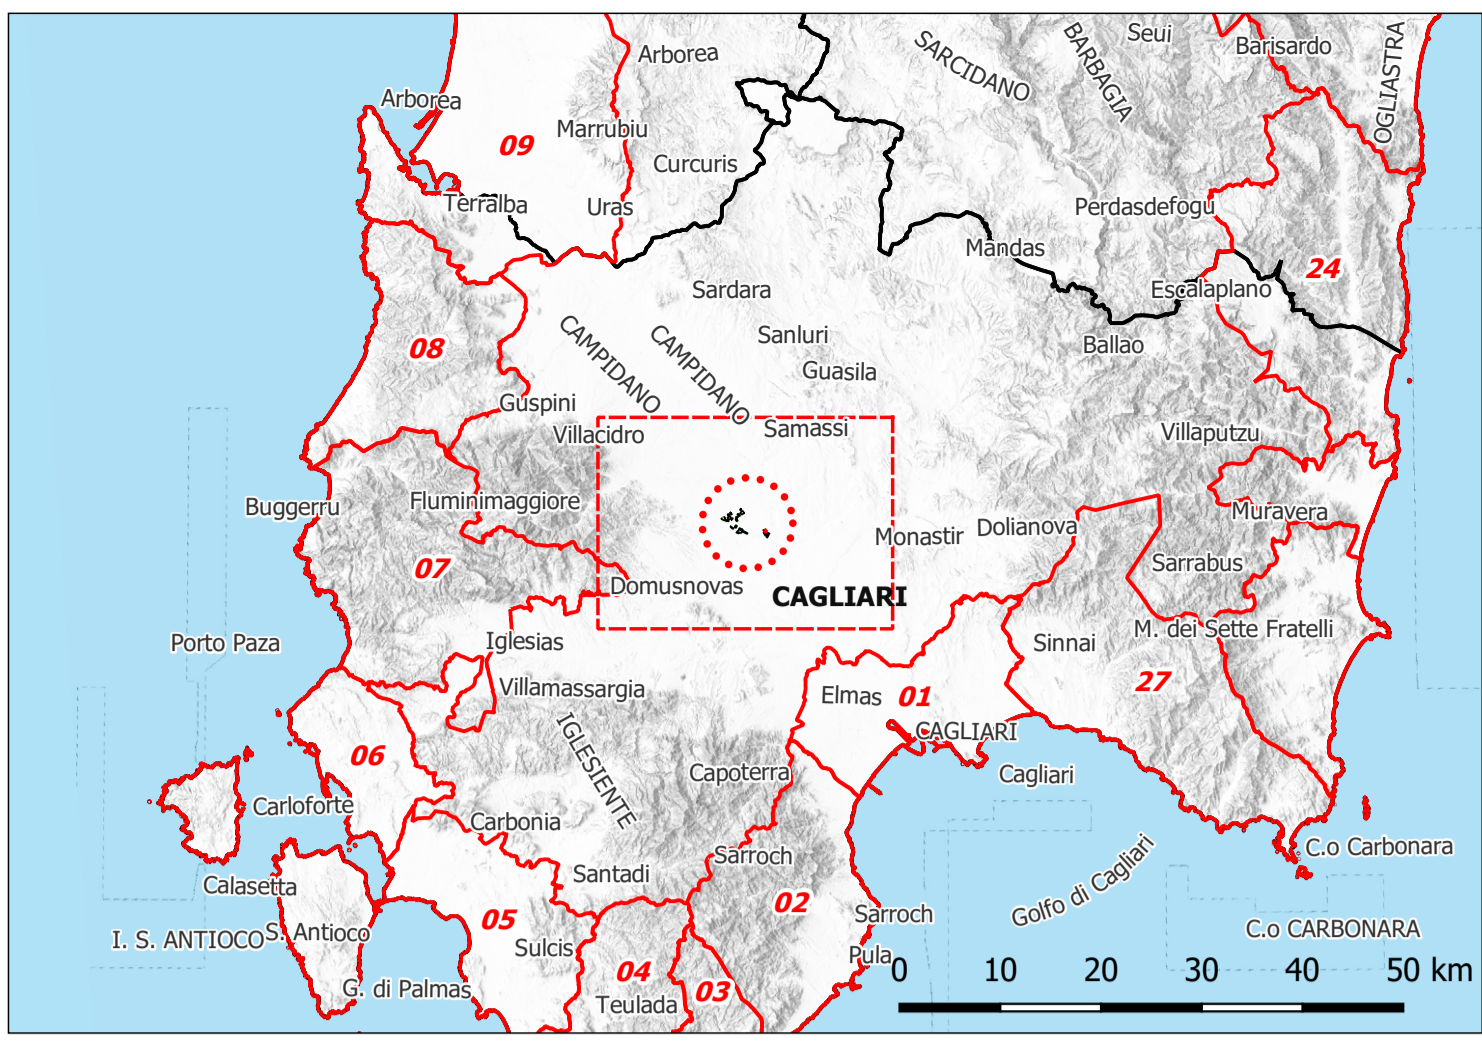 SARCIDANO
BARBAGIA
Seui
Barisardo
OGLIASTRA
Arborea
Arborea
09
Marrubiu
Curcuris
Terralba
Uras
Perdasdefogu
Mandas
24
Sardara
Escalaplano
CAMPIDANO
CAMPIDANO
Sanluri
08
Ballao
Guasila
Guspini
Villacidro
Samassi
Villaputzu
Buggerru
Fluminimaggiore
Muravera
Monastir
Dolianova
07
Sarrabus
Domusnovas
CAGLIARI
Porto Paza
Iglesias
Sinnai
M. dei Sette Fratelli
Villamassargia
Elmas
01
27
IGLESIENTE
CAGLIARI
06
Capoterra
Cagliari
Carloforte
Carbonia
Sarroch
C.o Carbonara
Santadi
Calasetta
Golfo di Cagliari
02
05
Sarroch
I. S. ANTIOCO
S. Antioco
Sulcis
C.o CARBONARA
Pula
04
03
G. di Palmas
Teulada
0 10 20 30 40 50 km